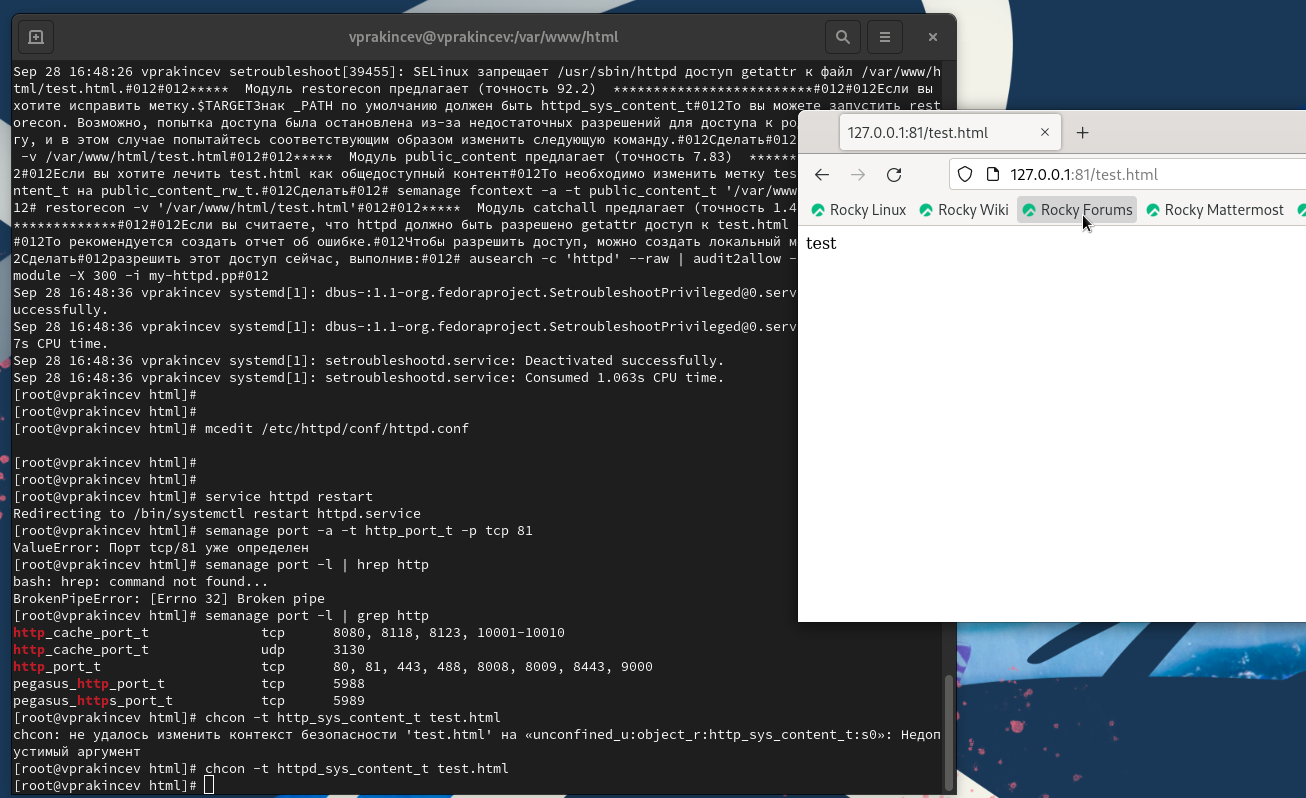 vprakincev@vprakincev:/var/www/html
Sep 28 16:48:26 vprakincev setroubleshoot[39455]: SELinux запрещает /usr/sbin/httpd доступ getattr к файл /var/www/h
tml/test.html.#012#012*****  Модуль restorecon предлагает (точность 92.2)  ************************#012#012Если вы
хотите исправить метку.$TARGETЗнак _PATH по умолчанию должен быть httpd_sys_content_t#012То вы можете запустить rest
orecon. Возможно, попытка доступа была остановлена из-за недостаточных разрешений для доступа к ро
гу, и в этом случае попытайтесь соответствующим образом изменить следующую команду.#012Сделать#012
 -v /var/www/html/test.html#012#012*****  Модуль public_content предлагает (точность 7.83)  ******
2#012Если вы хотите лечить test.html как общедоступный контент#012То необходимо изменить метку tes
ntent_t на public_content_rw_t.#012Сделать#012# semanage fcontext -a -t public_content_t '/var/www
12# restorecon -v '/var/www/html/test.html'#012*****  Модуль catchall предлагает (точность 1.4
*************#012#012Если вы считаете, что httpd должно быть разрешено getattr доступ к test.html
#012То рекомендуется создать отчет об ошибке.#012Чтобы разрешить доступ, можно создать локальный м
2Сделать#012разрешить этот доступ сейчас, выполнив:#012# ausearch -c 'httpd' --raw | audit2allow -
module -X 300 -i my-httpd.pp#012
Sep 28 16:48:36 vprakincev systemd[1]: dbus-:1.1-org.fedoraproject.SetroubleshootPrivileged@0.serv
uccessfully.
Sep 28 16:48:36 vprakincev systemd[1]: dbus-:1.1-org.fedoraproject.SetroubleshootPrivileged@0.serv
7s CPU time.
Sep 28 16:48:36 vprakincev systemd[1]: setroubleshootd.service: Deactivated successfully.
Sep 28 16:48:36 vprakincev systemd[1]: setroubleshootd.service: Consumed 1.063s CPU time.
[root@vprakincev html]#
[root@vprakincev html]#
[root@vprakincev html]# mcedit /etc/httpd/conf/httpd.conf
[root@vprakincev html]#
[root@vprakincev html]#
[root@vprakincev html]# service httpd restart
Redirecting to /bin/systemctl restart httpd.service
[root@vprakincev html]# semanage port -a -t http_port_t -p tcp 81
ValueError: Порт tcp/81 уже определен
[root@vprakincev html]# semanage port -l | hrep http
bash: hrep: command not found...
BrokenPipeError: [Errno 32] Broken pipe
[root@vprakincev html]# semanage port -l | grep http
http_cache_port_t              tcp      8080, 8118, 8123, 10001-10010
http_cache_port_t              udp      3130
http_port_t                    tcp      80, 81, 443, 488, 8008, 8009, 8443, 9000
pegasus_http_port_t            tcp      5988
pegasus_https_port_t           tcp      5989
[root@vprakincev html]# chcon -t http_sys_content_t test.html
chcon: не удалось изменить контекст безопасности 'test.html' на «unconfined_u:object_r:http_sys_content_t:s0»: Недоп
устимый аргумент
[root@vprakincev html]# chcon -t httpd_sys_content_t test.html
[root@vprakincev html]#
127.0.0.1:81/test.html
127.0.0.1:81/test.html
Rocky Linux Rocky Wiki Rocky Forums Rocky Mattermost
test